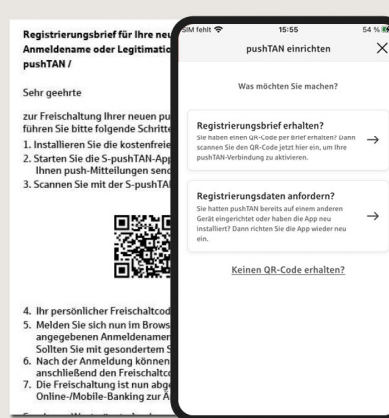 Registrierungsbrief für Ihre neu
Anmeldename oder Legitimatio
pushTAN /
Sehr geehrte
zur Freischaltung Ihrer neuen pu
führen Sie bitte folgende Schritte
1. Installieren Sie die kostenfreie
2. Starten Sie die S-pushTAN-App
Ihnen push-Mitteilungen send
3. Scannen Sie mit der S-pushTA
4. Ihr persönlicher Freischaltcod
5. Melden Sie sich nun im Brows
angegebenen Anmeldenamen
Sollten Sie mit gesondertem S
6. Nach der Anmeldung können
anschließend den Freischaltco
7. Die Freischaltung ist nun abge
Online-/Mobile-Banking zur A
SIM fehlt
15:55
54 %
pushTAN einrichten
Was möchten Sie machen?
Registrierungsbrief erhalten?
Sie haben einen QR-Code per Brief erhalten? Dann
scannen Sie den QR-Code jetzt hier ein, um Ihre
pushTAN-Verbindung zu aktivieren.
Registrierungsdaten anfordern?
Sie hatten pushTAN bereits auf einem anderen
Gerät eingerichtet oder haben die App neu
installiert? Dann richten Sie die App wieder neu
ein.
Keinen QR-Code erhalten?